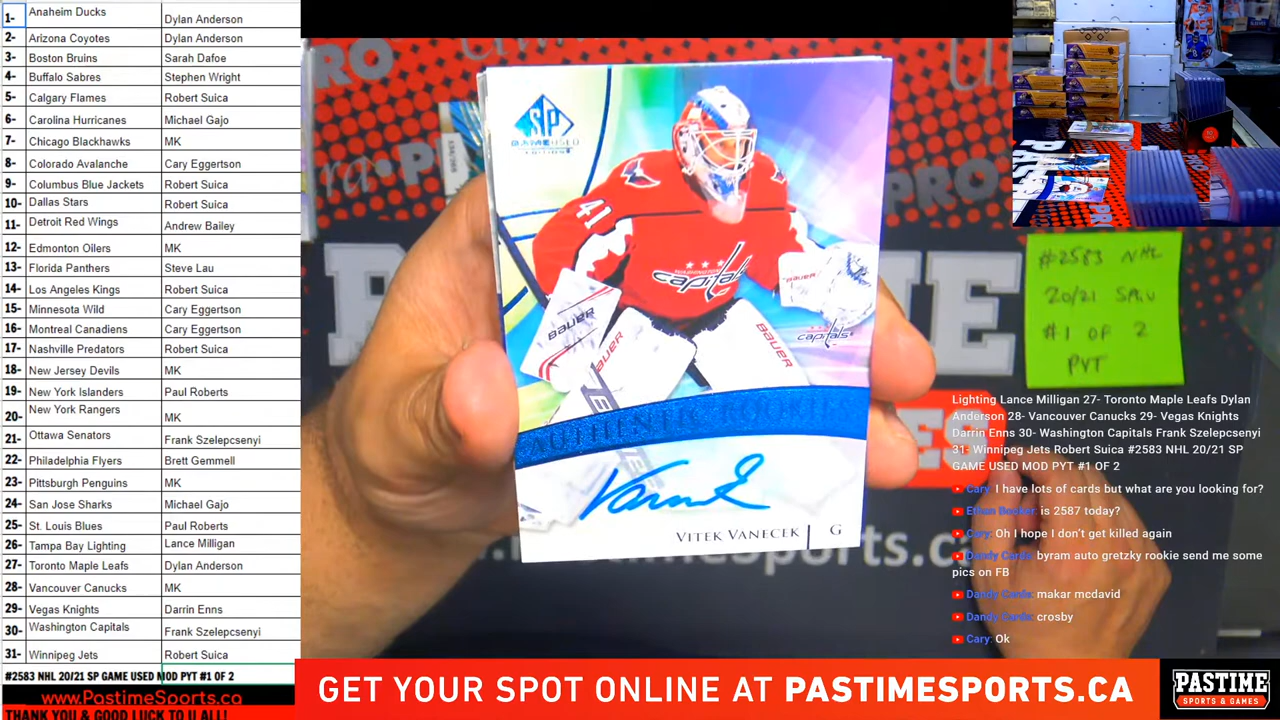 1- Anaheim Ducks Dylan Anderson
2- Arizona Coyotes Dylan Anderson
3- Boston Bruins Sarah Dafoe
4- Buffalo Sabres Stephen Wright
5- Calgary Flames Robert Suica
6- Carolina Hurricanes Michael Gajo
7- Chicago Blackhawks MK
8- Colorado Avalanche Cary Eggertson
9- Columbus Blue Jackets Robert Suica
10- Dallas Stars Robert Suica
11- Detroit Red Wings Andrew Bailey
12- Edmonton Oilers MK
13- Florida Panthers Steve Lau
14- Los Angeles Kings Robert Suica
15- Minnesota Wild Cary Eggertson
16- Montreal Canadiens Cary Eggertson
17- Nashville Predators Robert Suica
18- New Jersey Devils MK
19- New York Islanders Paul Roberts
20- New York Rangers MK
21- Ottawa Senators Frank Szelepcsenyi
22- Philadelphia Flyers Brett Gemmell
23- Pittsburgh Penguins MK
24- San Jose Sharks Michael Gajo
25- St. Louis Blues Paul Roberts
26- Tampa Bay Lighting Lance Milligan
27- Toronto Maple Leafs Dylan Anderson
28- Vancouver Canucks MK
29- Vegas Knights Darrin Enns
30- Washington Capitals Frank Szelepcsenyi
31- Winnipeg Jets Robert Suica
#2583 NHL 20/21 SP GAME USED MOD PYT #1 OF 2
www.PastimeSports.ca
THANK YOU & GOOD LUCK TO U ALL!
SP
GAME USED
EDITION
41
capitals
BAUER
BAUER
BAUER
BAUER
capitals
AUTHENTIC ROOKIES
VITEK VANECEK G
#2583 NHL
20/21 SPGU
#1 OF 2
PYT
Lighting Lance Milligan 27- Toronto Maple Leafs Dylan
Anderson 28- Vancouver Canucks 29- Vegas Knights
Darrin Enns 30- Washington Capitals Frank Szelepcsenyi
31- Winnipeg Jets Robert Suica #2583 NHL 20/21 SP
GAME USED MOD PYT #1 OF 2
Cary: I have lots of cards but what are you looking for?
is 2587 today?
Cary: Oh I hope I don't get killed again
Dandy Cards: byram auto gretzky rookie send me some
pics on FB
Dandy Cards: makar mcdavid
Dandy Cards: crosby
Cary: Ok
GET YOUR SPOT ONLINE AT PASTIMESPORTS.CA
PASTIME
SPORTS & GAMES